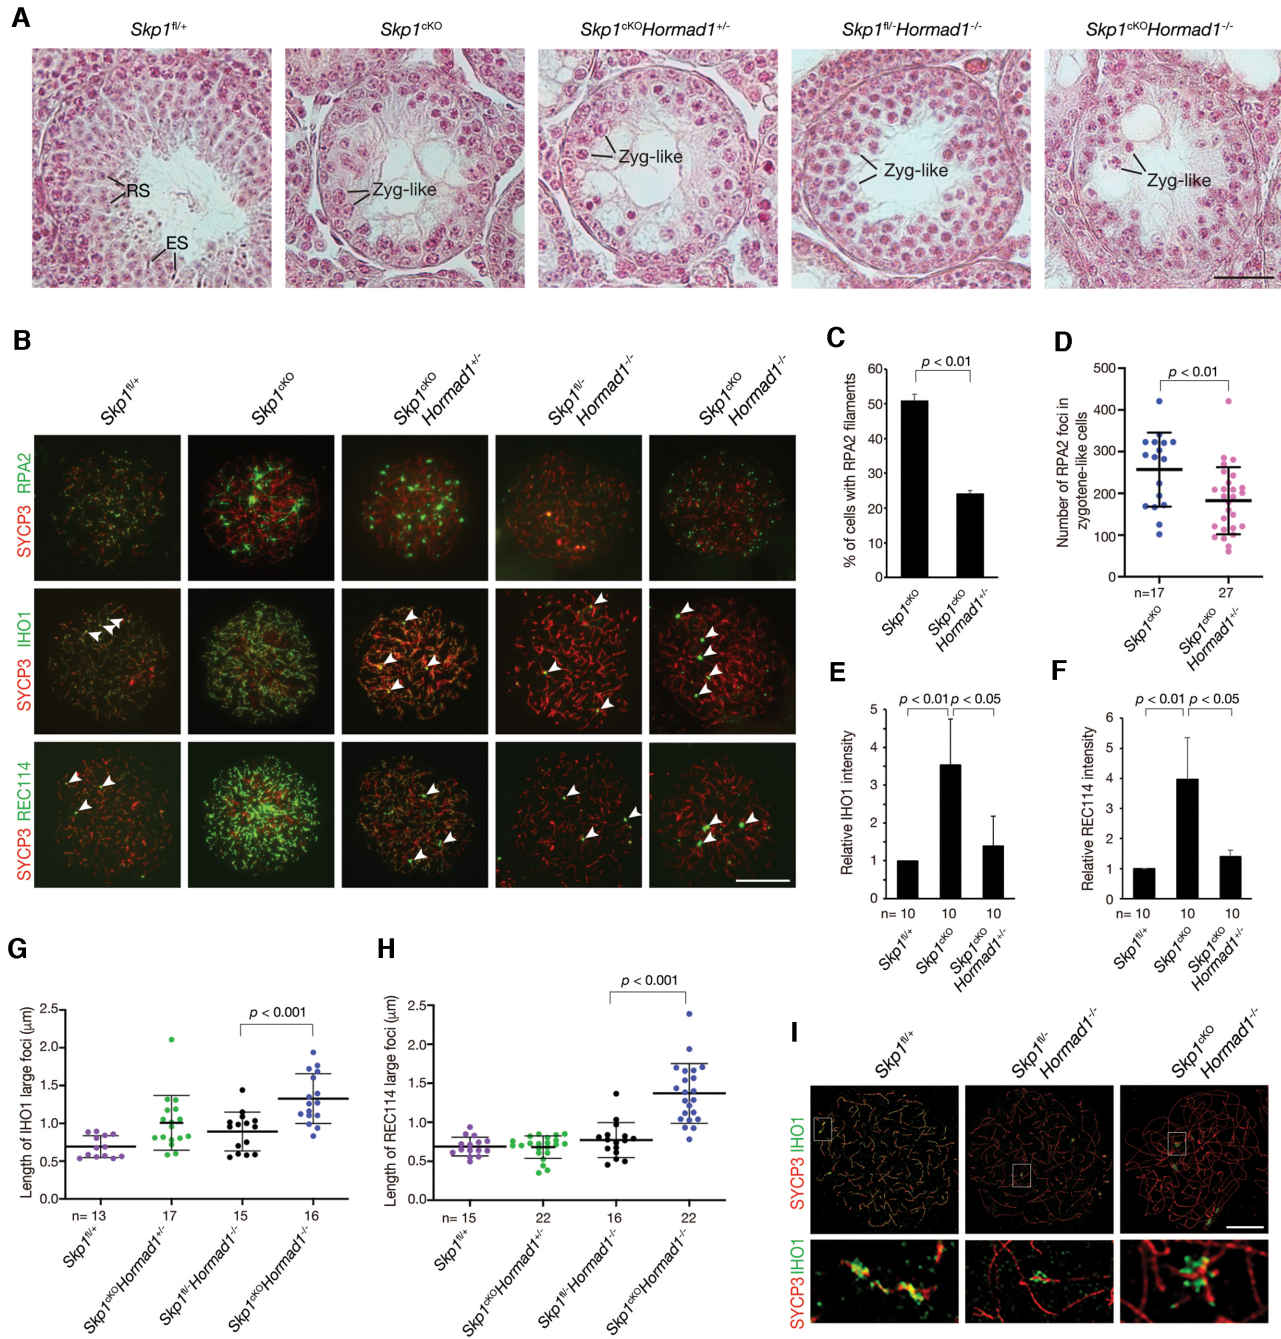 A
Skp1fl/+
Skp1cKO
Skp1cKOHormad1+/-
Skp1fl/-Hormad1-/-
Skp1cKOHormad1-/-
RS
ES
Zyg-like
Zyg-like
Zyg-like
Zyg-like
B
Skp1fl/+
Skp1cKO
Skp1cKO
Hormad1+/-
Skp1fl/-
Hormad1-/-
Skp1cKO
Hormad1-/-
SYCP3 RPA2
SYCP3 IHO1
SYCP3 REC114
C
% of cells with RPA2 filaments
p < 0.01
60
50
40
30
20
10
0
Skp1cKO
Skp1cKO
Hormad1+/-
D
Number of RPA2 foci in
zygotene-like cells
p < 0.01
500
400
300
200
100
0
n=17
27
Skp1cKO
Skp1cKO
Hormad1+/-
E
Relative IHO1 intensity
p < 0.01
p < 0.05
5
4
3
2
1
0
n= 10
10
10
Skp1fl/+
Skp1cKO
Skp1cKO
Hormad1+/-
F
Relative REC114 intensity
p < 0.01
p < 0.05
6
5
4
3
2
1
0
n= 10
10
10
Skp1fl/+
Skp1cKO
Skp1cKO
Hormad1+/-
G
Length of IHO1 large foci (μm)
p < 0.001
2.5
2.0
1.5
1.0
0.5
0.0
n= 13
17
15
16
Skp1fl/+
Skp1cKOHormad1+/-
Skp1fl/-Hormad1-/-
Skp1cKOHormad1-/-
H
Length of REC114 large foci (μm)
p < 0.001
2.5
2.0
1.5
1.0
0.5
0.0
n= 15
22
16
22
Skp1fl/+
Skp1cKOHormad1+/-
Skp1fl/-Hormad1-/-
Skp1cKOHormad1-/-
I
Skp1fl/+
Skp1fl/-
Hormad1-/-
Skp1cKO
Hormad1-/-
SYCP3 IHO1
SYCP3 IHO1